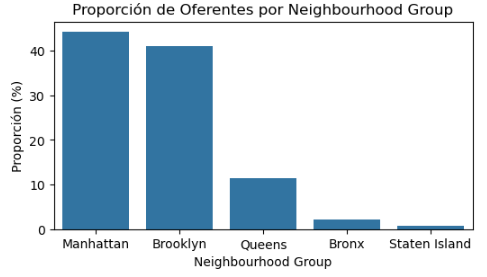 Proporción de Oferentes por Neighbourhood Group
Proporción (%)
40
30
20
10
0
Manhattan Brooklyn Queens Bronx Staten Island
Neighbourhood Group